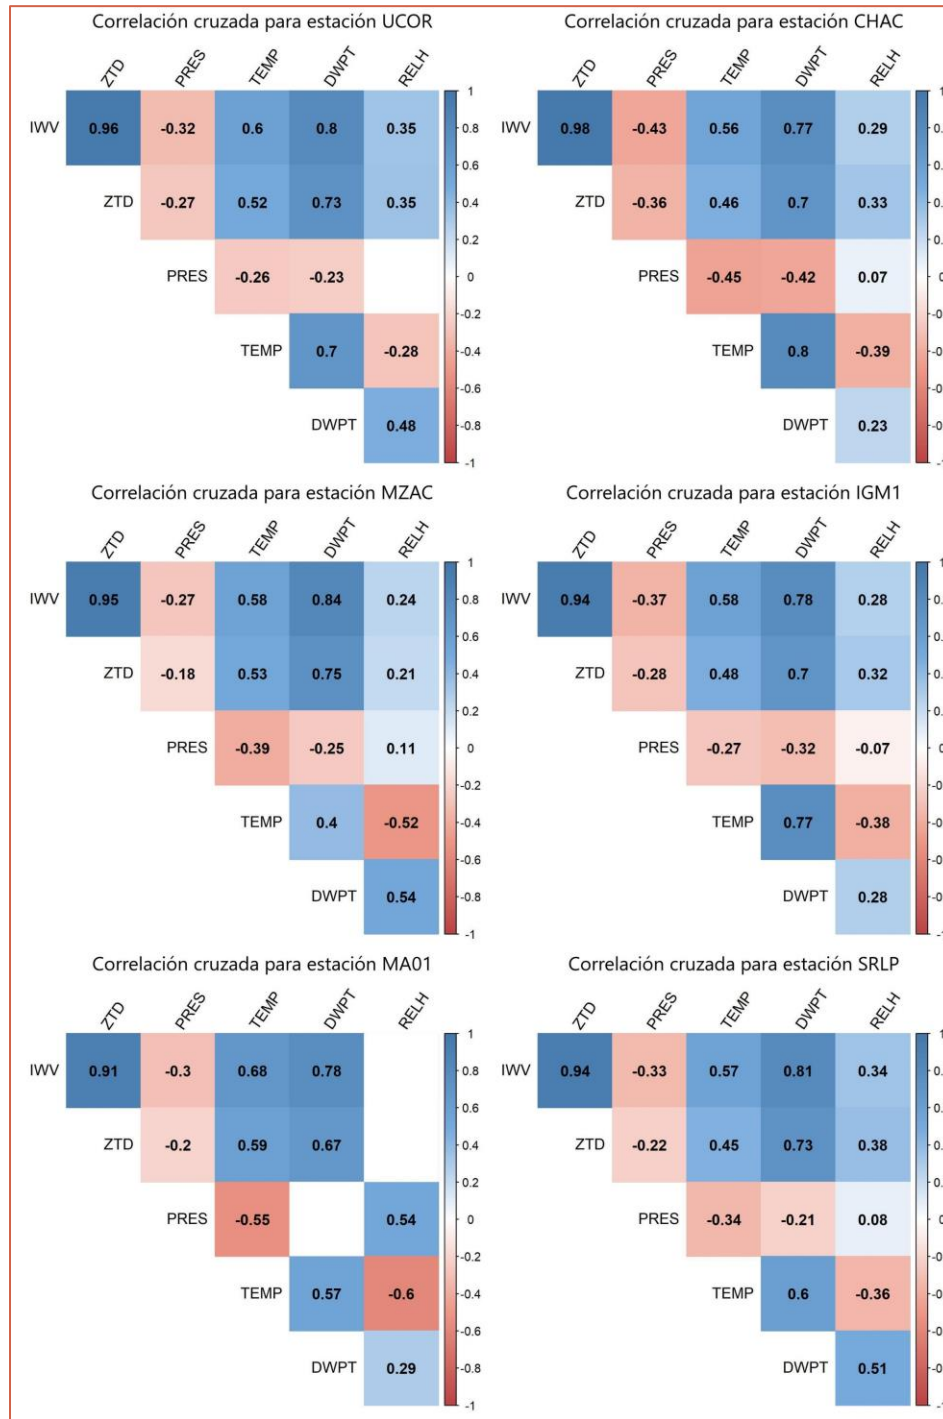 Correlación cruzada para estación UCOR
ZTD PRES TEMP DWPT RELH
IWV 0.96 -0.32 0.6 0.8 0.35
ZTD -0.27 0.52 0.73 0.35
PRES -0.26 -0.23
TEMP 0.7 -0.28
DWPT 0.48
1
0.8
0.6
0.4
0.2
0
-0.2
-0.4
-0.6
-0.8
-1
Correlación cruzada para estación CHAC
ZTD PRES TEMP DWPT RELH
IWV 0.98 -0.43 0.56 0.77 0.29
ZTD -0.36 0.46 0.7 0.33
PRES -0.45 -0.42 0.07
TEMP 0.8 -0.39
DWPT 0.23
1
0
-1
Correlación cruzada para estación MZAC
ZTD PRES TEMP DWPT RELH
IWV 0.95 -0.27 0.58 0.84 0.24
ZTD -0.18 0.53 0.75 0.21
PRES -0.39 -0.25 0.11
TEMP 0.4 -0.52
DWPT 0.54
1
0.8
0.6
0.4
0.2
0
-0.2
-0.4
-0.6
-0.8
-1
Correlación cruzada para estación IGM1
ZTD PRES TEMP DWPT RELH
IWV 0.94 -0.37 0.58 0.78 0.28
ZTD -0.28 0.48 0.7 0.32
PRES -0.27 -0.32 -0.07
TEMP 0.77 -0.38
DWPT 0.28
1
0
-1
Correlación cruzada para estación MA01
ZTD PRES TEMP DWPT RELH
IWV 0.91 -0.3 0.68 0.78
ZTD -0.2 0.59 0.67
PRES -0.55 0.54
TEMP 0.57 -0.6
DWPT 0.29
1
0.8
0.6
0.4
0.2
0
-0.2
-0.4
-0.6
-0.8
-1
Correlación cruzada para estación SRLP
ZTD PRES TEMP DWPT RELH
IWV 0.94 -0.33 0.57 0.81 0.34
ZTD -0.22 0.45 0.73 0.38
PRES -0.34 -0.21 0.08
TEMP 0.6 -0.36
DWPT 0.51
1
0
-1